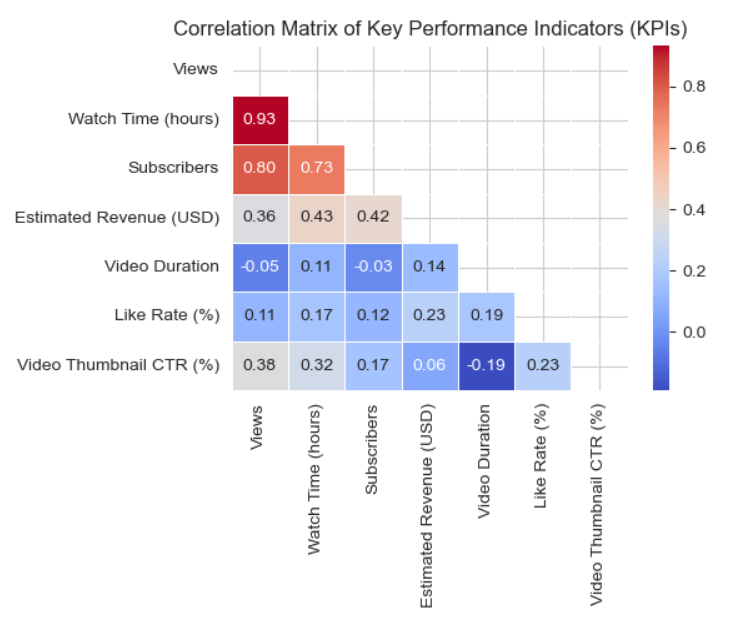 Correlation Matrix of Key Performance Indicators (KPIs)
Views
Watch Time (hours) 0.93
Subscribers 0.80 0.73
Estimated Revenue (USD) 0.36 0.43 0.42
Video Duration -0.05 0.11 -0.03 0.14
Like Rate (%) 0.11 0.17 0.12 0.23 0.19
Video Thumbnail CTR (%) 0.38 0.32 0.17 0.06 -0.19 0.23
Views
Watch Time (hours)
Subscribers
Estimated Revenue (USD)
Video Duration
Like Rate (%)
Video Thumbnail CTR (%)
0.8
0.6
0.4
0.2
0.0